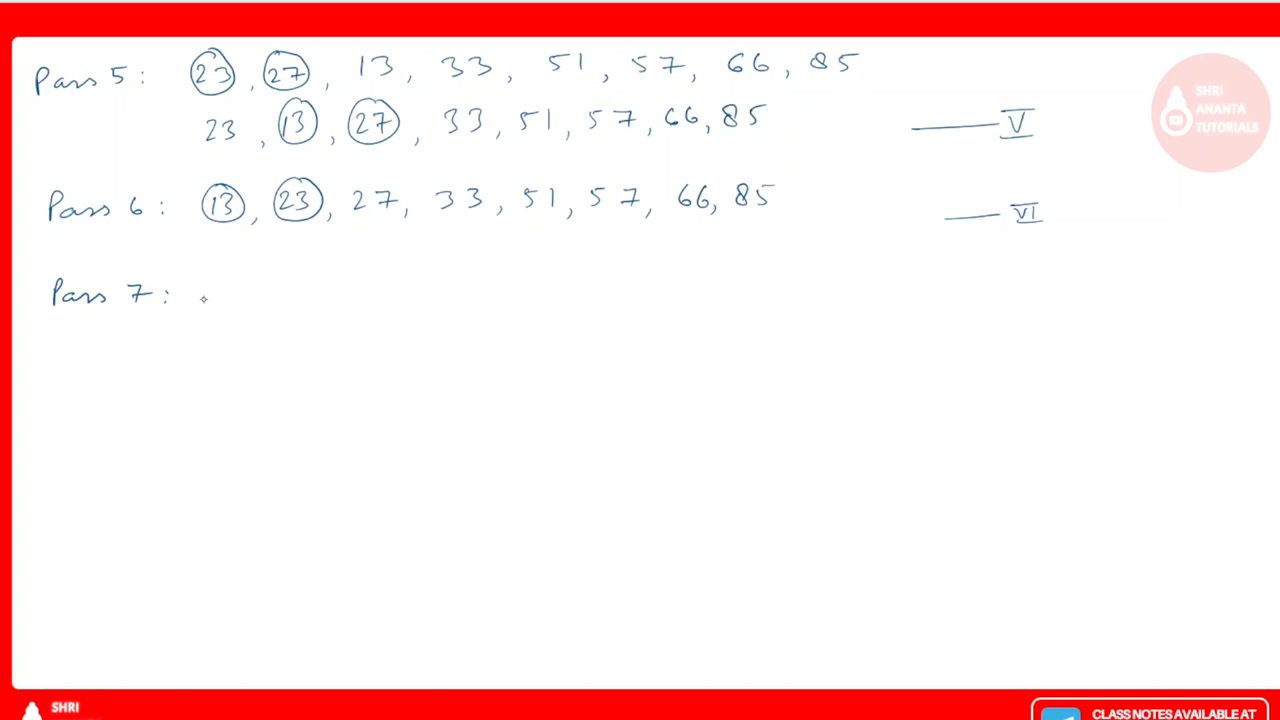 Pass 5: 23, 27, 13, 33, 51, 57, 66, 85
23, 13, 27, 33, 51, 57, 66, 85 — V
Pass 6: 13, 23, 27, 33, 51, 57, 66, 85 — VI
Pass 7:
SHRI
ANANTA
TUTORIALS
SHRI
CLASS NOTES AVAILABLE AT